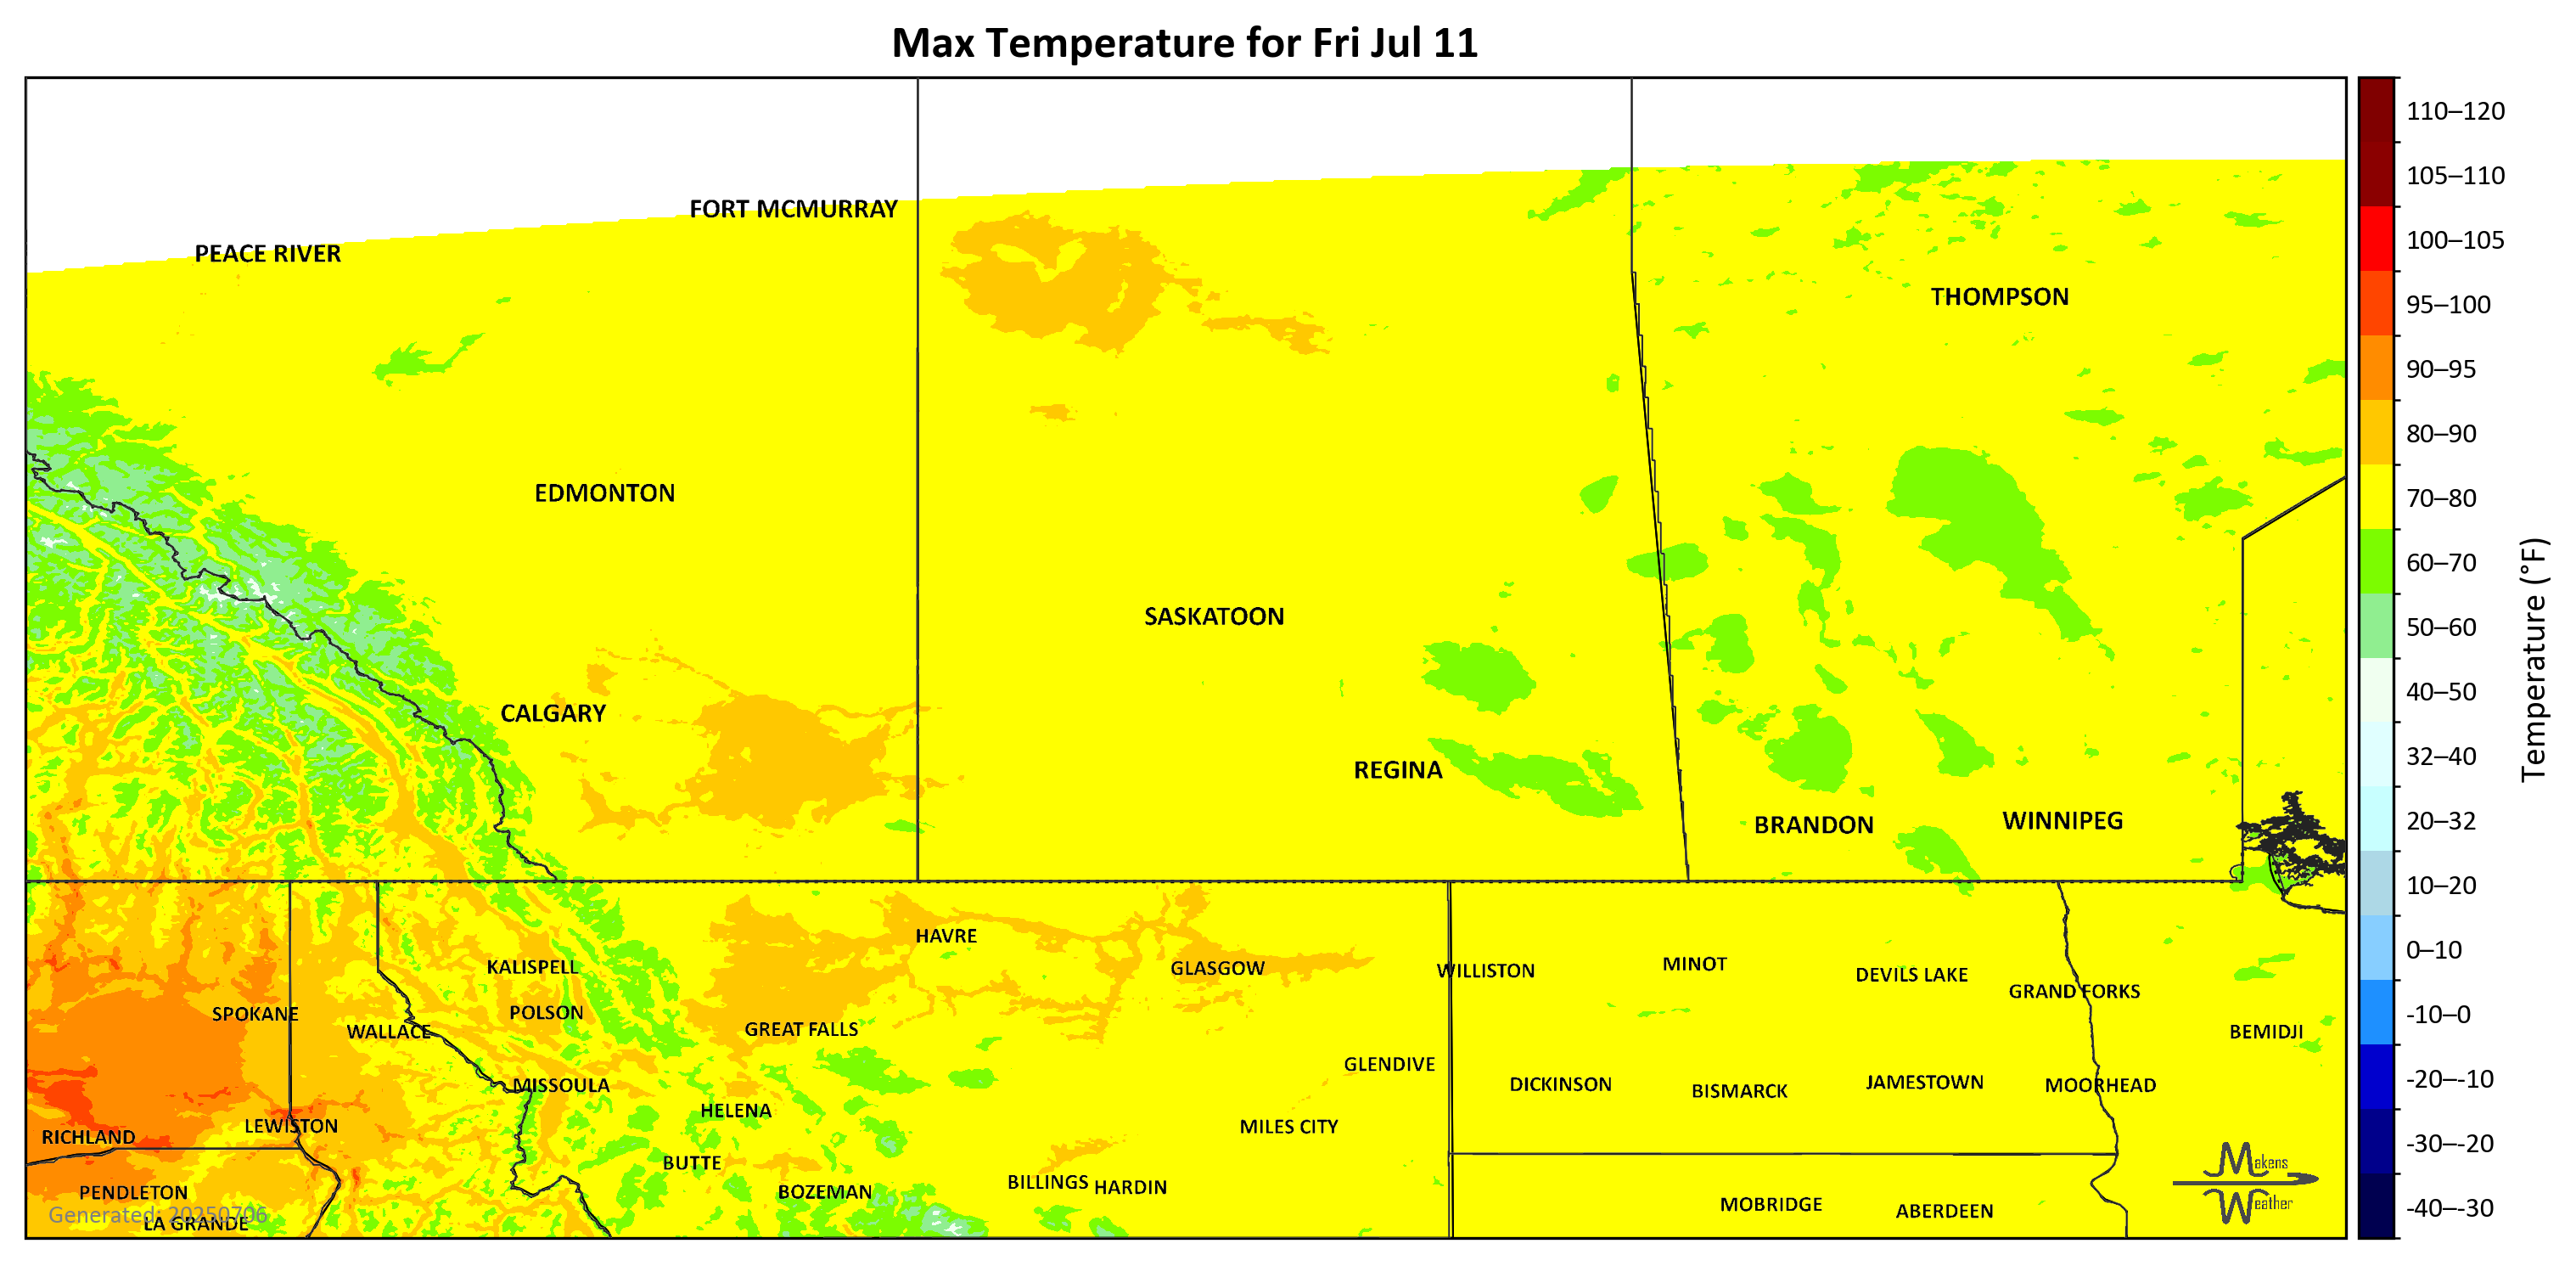 Max Temperature for Fri Jul 11
110–120
105–110
100–105
95–100
90–95
80–90
70–80
60–70
50–60
40–50
32–40
20–32
10–20
0–10
-10–0
-20–-10
-30–-20
-40–-30
Temperature (°F)
FORT MCMURRAY
PEACE RIVER
THOMPSON
EDMONTON
SASKATOON
CALGARY
REGINA
BRANDON
WINNIPEG
HAVRE
KALISPELL
GLASGOW
WILLISTON
MINOT
DEVILS LAKE
GRAND FORKS
SPOKANE
POLSON
WALLACE
GREAT FALLS
BEMIDJI
GLENDIVE
MISSOULA
DICKINSON
BISMARCK
JAMESTOWN
MOORHEAD
HELENA
LEWISTON
MILES CITY
RICHLAND
BUTTE
BILLINGS
HARDIN
BOZEMAN
PENDLETON
MOBRIDGE
ABERDEEN
Generated: 20250706
LA GRANDE
Makens
Weather